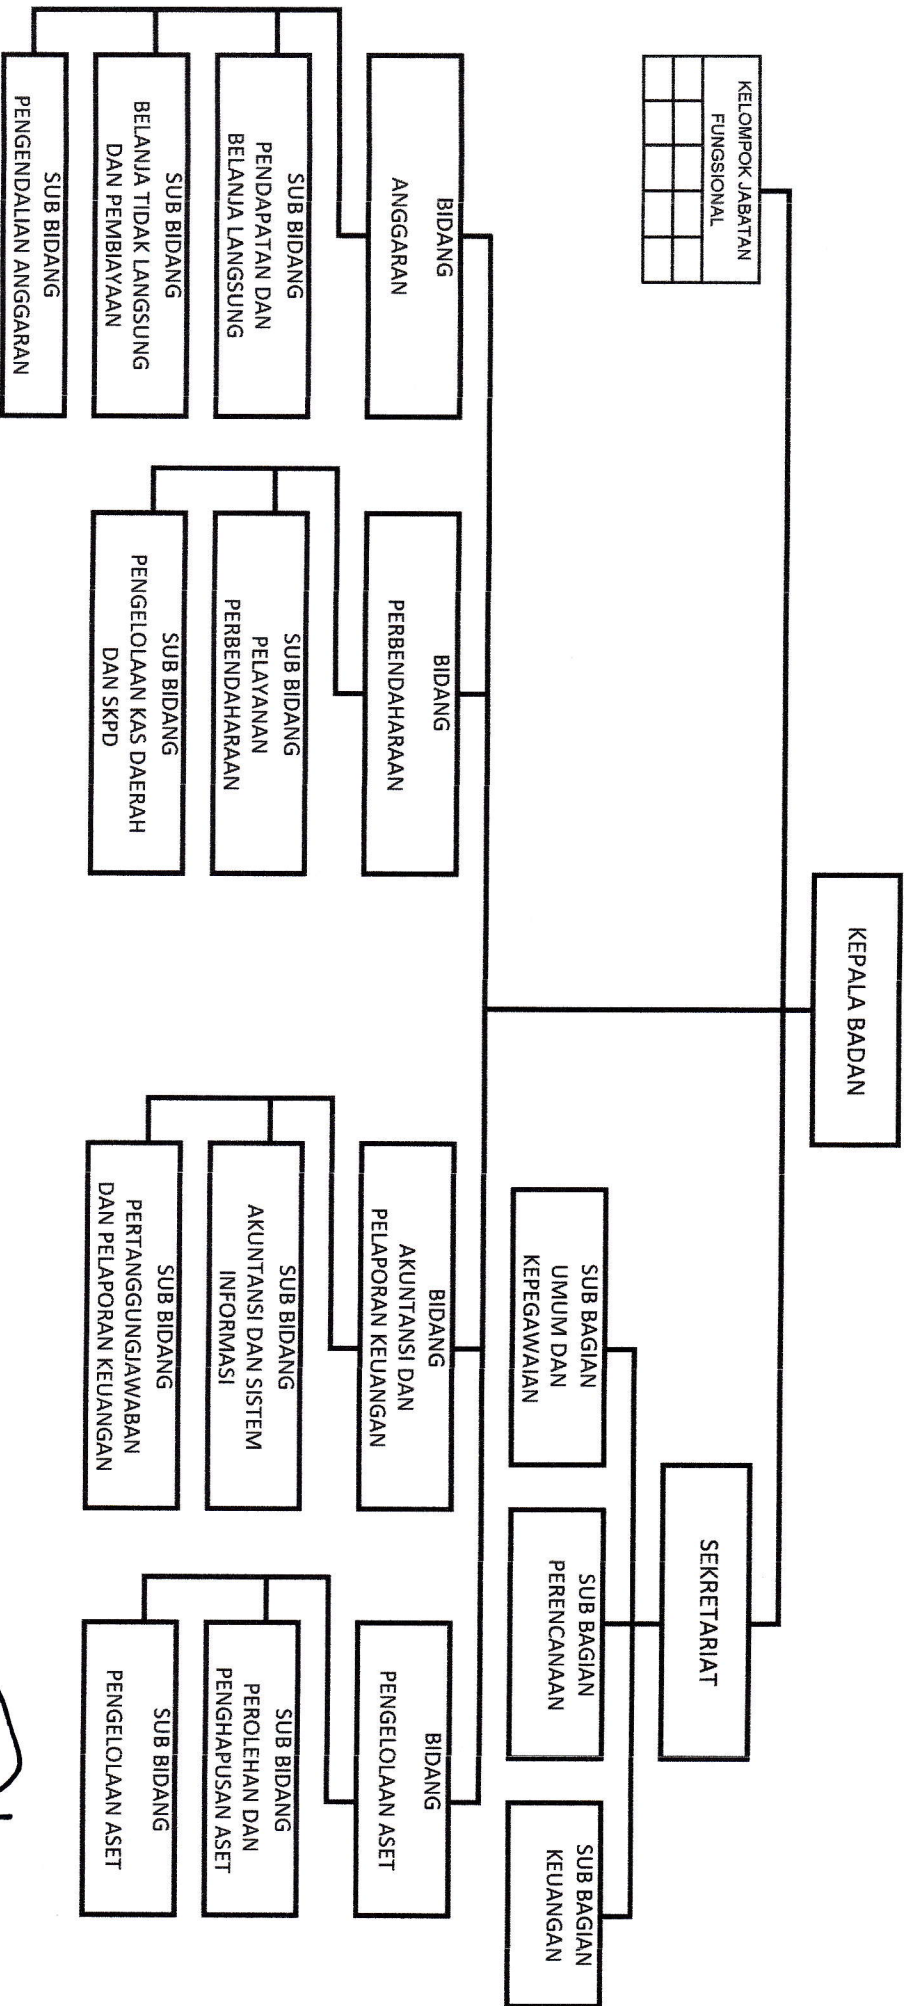 KEPALA BADAN
KELOMPOK JABATAN
FUNGSIONAL
SEKRETARIAT
SUB BAGIAN
UMUM DAN
KEPEGAWAIAN
SUB BAGIAN
PERENCANAAN
SUB BAGIAN
KEUANGAN
BIDANG
ANGGARAN
SUB BIDANG
PENDAPATAN DAN
BELANJA LANGSUNG
SUB BIDANG
BELANJA TIDAK LANGSUNG
DAN PEMBIAYAAN
SUB BIDANG
PENGENDALIAN ANGGARAN
BIDANG
PERBENDAHARAAN
SUB BIDANG
PELAYANAN
PERBENDAHARAAN
SUB BIDANG
PENGELOLAAN KAS DAERAH
DAN SKPD
BIDANG
AKUNTANSI DAN
PELAPORAN KEUANGAN
SUB BIDANG
AKUNTANSI DAN SISTEM
INFORMASI
SUB BIDANG
PERTANGGUNGJAWABAN
DAN PELAPORAN KEUANGAN
BIDANG
PENGELOLAAN ASET
SUB BIDANG
PEROLEHAN DAN
PENGHAPUSAN ASET
SUB BIDANG
PENGELOLAAN ASET